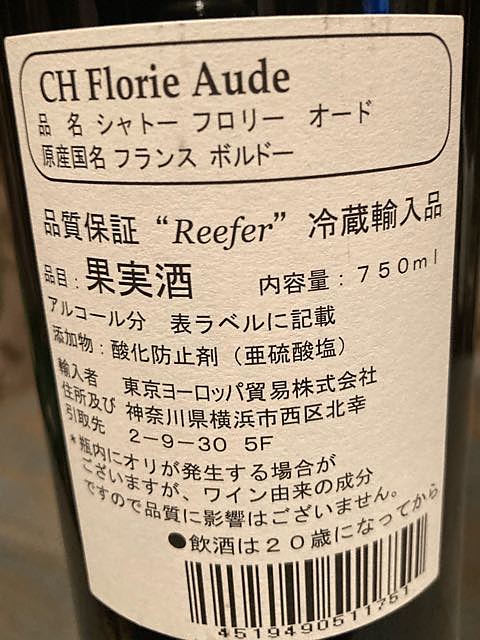 CH Florie Aude
品 名 シャトー フロリー オード
原産国名 フランス ボルドー
品質保証 “Reefer” 冷蔵輸入品
品目：果実酒 内容量：７５０ml
アルコール分 表ラベルに記載
添加物：酸化防止剤（亜硫酸塩）
輸入者 東京ヨーロッパ貿易株式会社
住所及び 神奈川県横浜市西区北幸
引取先 ２−９−３０ ５F
*瓶内にオリが発生する場合が
ございますが、ワイン由来の成分
ですので品質に影響はございません。
●飲酒は２０歳になってから
4519490511751